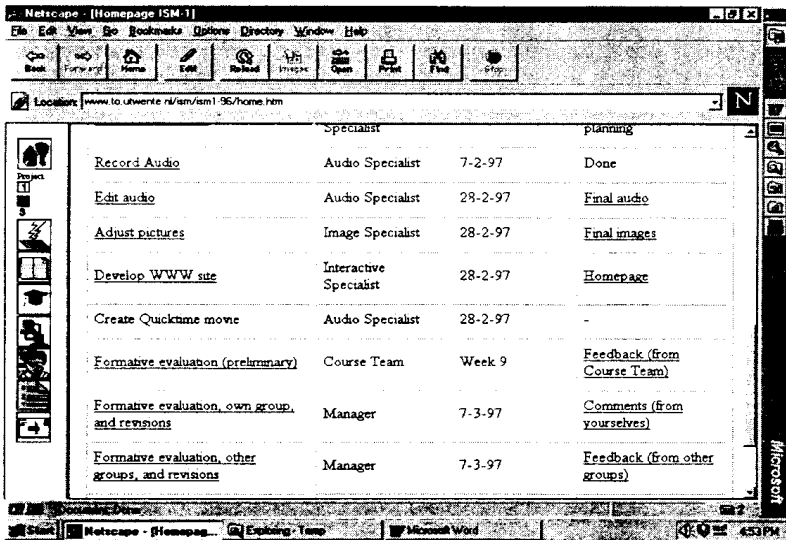 Netscape - [Homepage ISM-1]
File Edit View Go Bookmarks Options Directory Window Help
Back Forward Home Edit Reload Images Open Print Find Stop
Location: www.to.utwente.nl/ism/ism1-96/home.htm
N
Specialist planning
Project
1
3
Record Audio Audio Specialist 7-2-97 Done
Edit audio Audio Specialist 28-2-97 Final audio
Adjust pictures Image Specialist 28-2-97 Final images
Develop WWW site Interactive Specialist 28-2-97 Homepage
Create Quicktime movie Audio Specialist 28-2-97 -
Formative evaluation (preliminary) Course Team Week 9 Feedback (from Course Team)
Formative evaluation, own group, and revisions Manager 7-3-97 Comments (from yourselves)
Formative evaluation, other groups, and revisions Manager 7-3-97 Feedback (from other groups)
Document: Done
Microsoft
Start Netscape - [Homepag... Exploring - Temp Microsoft Word 4:53 PM